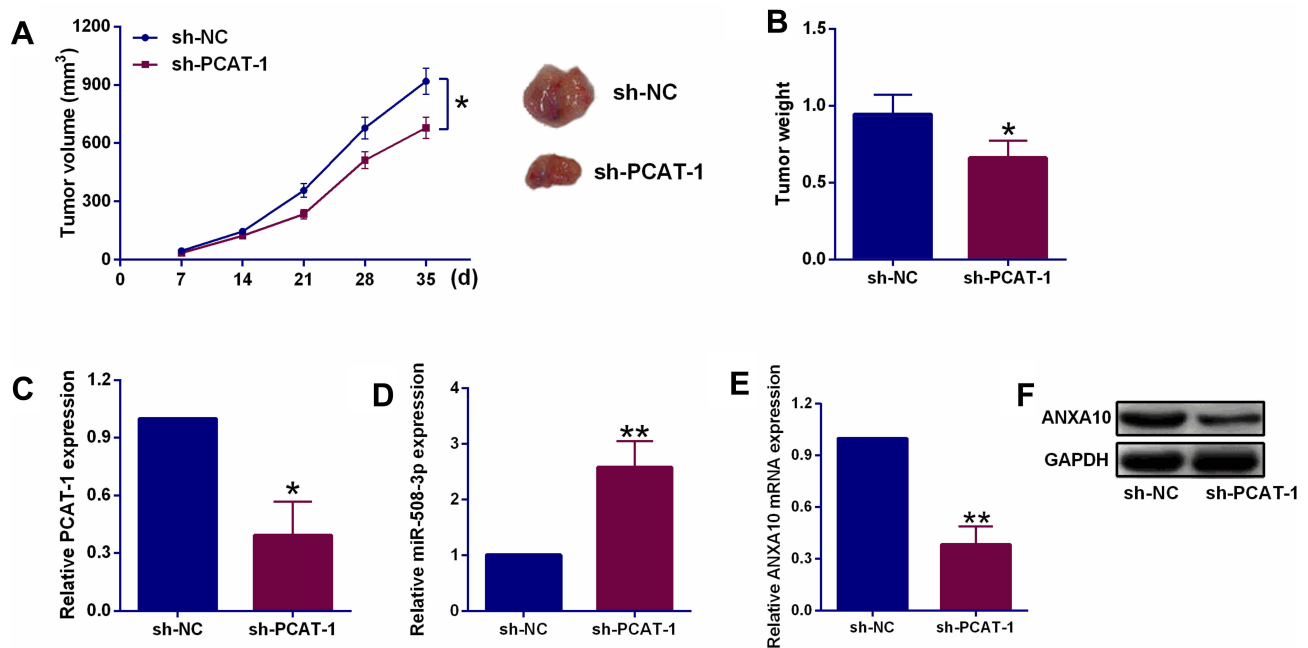 A
Tumor volume (mm³)
1200
900
600
300
0
sh-NC
sh-PCAT-1
*
0 7 14 21 28 35 (d)
sh-NC
sh-PCAT-1
B
Tumor weight
1.5
1.0
0.5
0.0
*
sh-NC sh-PCAT-1
C
Relative PCAT-1 expression
1.2
0.9
0.6
0.3
0.0
*
sh-NC sh-PCAT-1
D
Relative miR-508-3p expression
4
3
2
1
0
**
sh-NC sh-PCAT-1
E
Relative ANXA10 mRNA expression
1.2
0.9
0.6
0.3
0.0
**
sh-NC sh-PCAT-1
F
ANXA10
GAPDH
sh-NC sh-PCAT-1